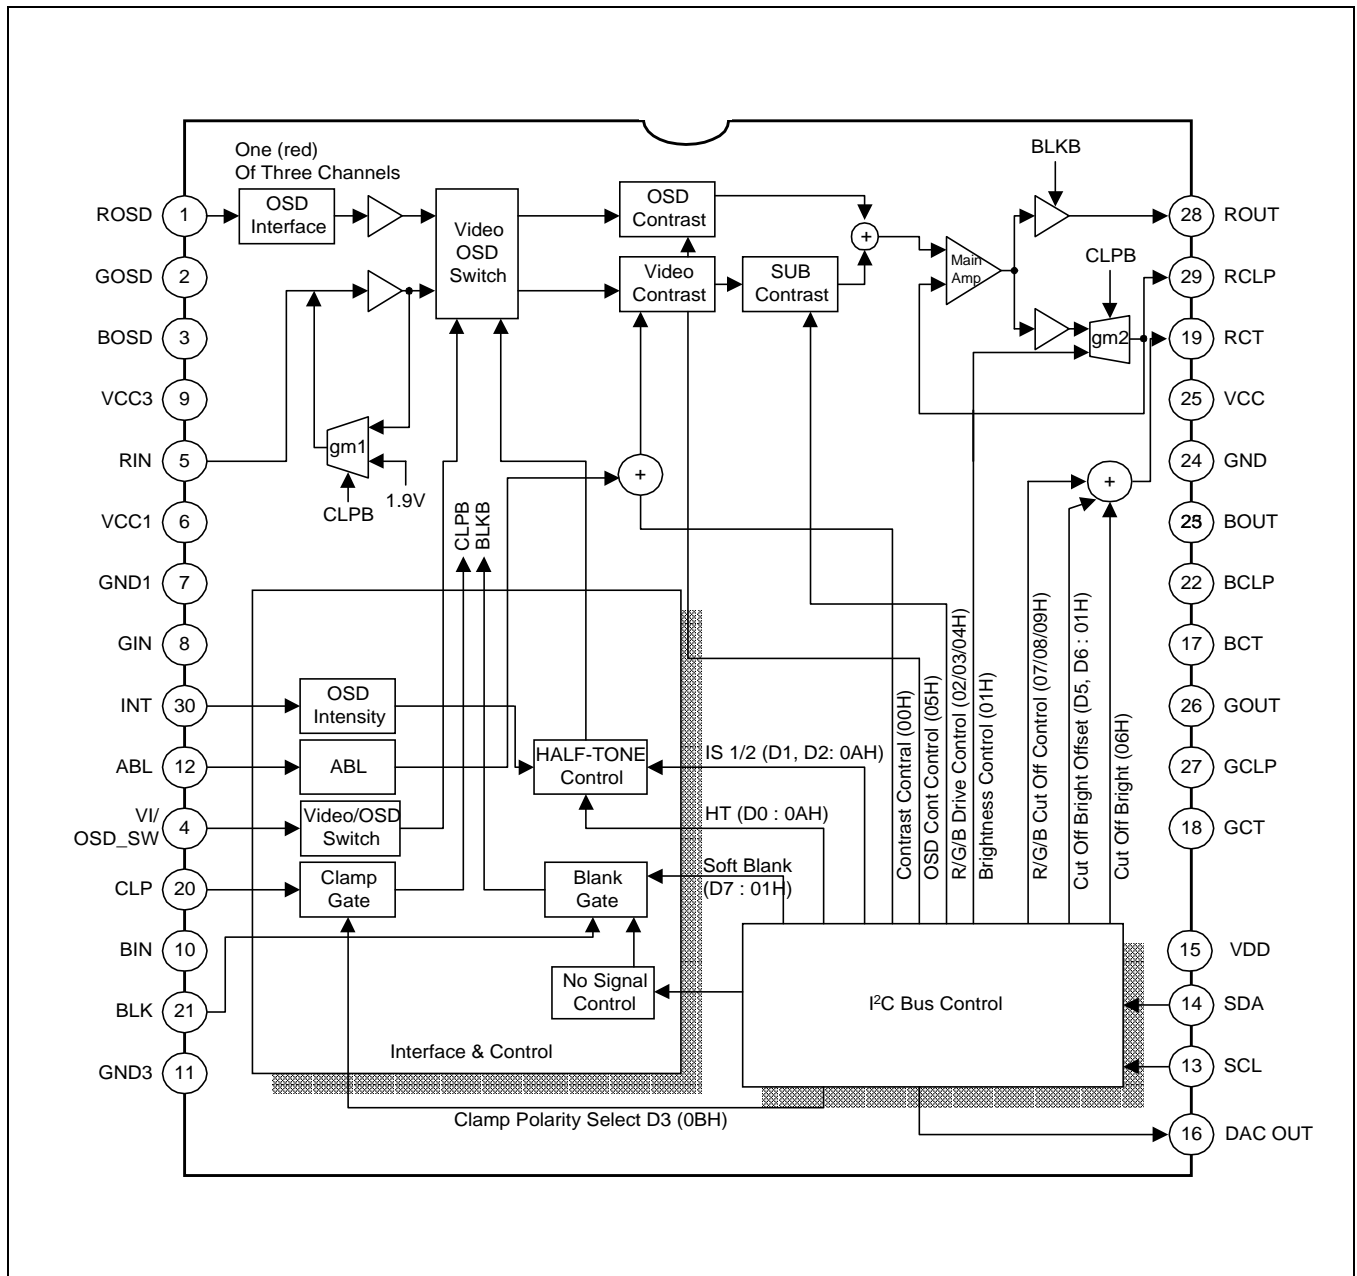 One (red)
Of Three Channels
BLKB
ROSD
1
OSD
Interface
Video
OSD
Switch
OSD
Contrast
+
28
ROUT
GOSD
2
Video
Contrast
SUB
Contrast
Main
Amp
CLPB
29
RCLP
BOSD
3
gm2
19
RCT
VCC3
9
25
VCC
RIN
5
gm1
1.9V
CLPB
+
+
24
GND
VCC1
6
CLPB
BLKB
BOUT
GND1
7
22
BCLP
GIN
8
17
BCT
INT
30
OSD
Intensity
26
GOUT
ABL
12
ABL
HALF-TONE
Control
IS 1/2 (D1, D2: 0AH)
27
GCLP
VI/
OSD_SW
4
Video/OSD
Switch
HT (D0 : 0AH)
18
GCT
CLP
20
Clamp
Gate
Blank
Gate
Soft Blank
(D7 : 01H)
Contrast Contral (00H)
OSD Cont Control (05H)
R/G/B Drive Control (02/03/04H)
Brightness Control (01H)
R/G/B Cut Off Control (07/08/09H)
Cut Off Bright Offset (D5, D6 : 01H)
Cut Off Bright (06H)
BIN
10
15
VDD
BLK
21
No Signal
Control
I²C Bus Control
14
SDA
Interface & Control
GND3
11
13
SCL
Clamp Polarity Select D3 (0BH)
16
DAC OUT